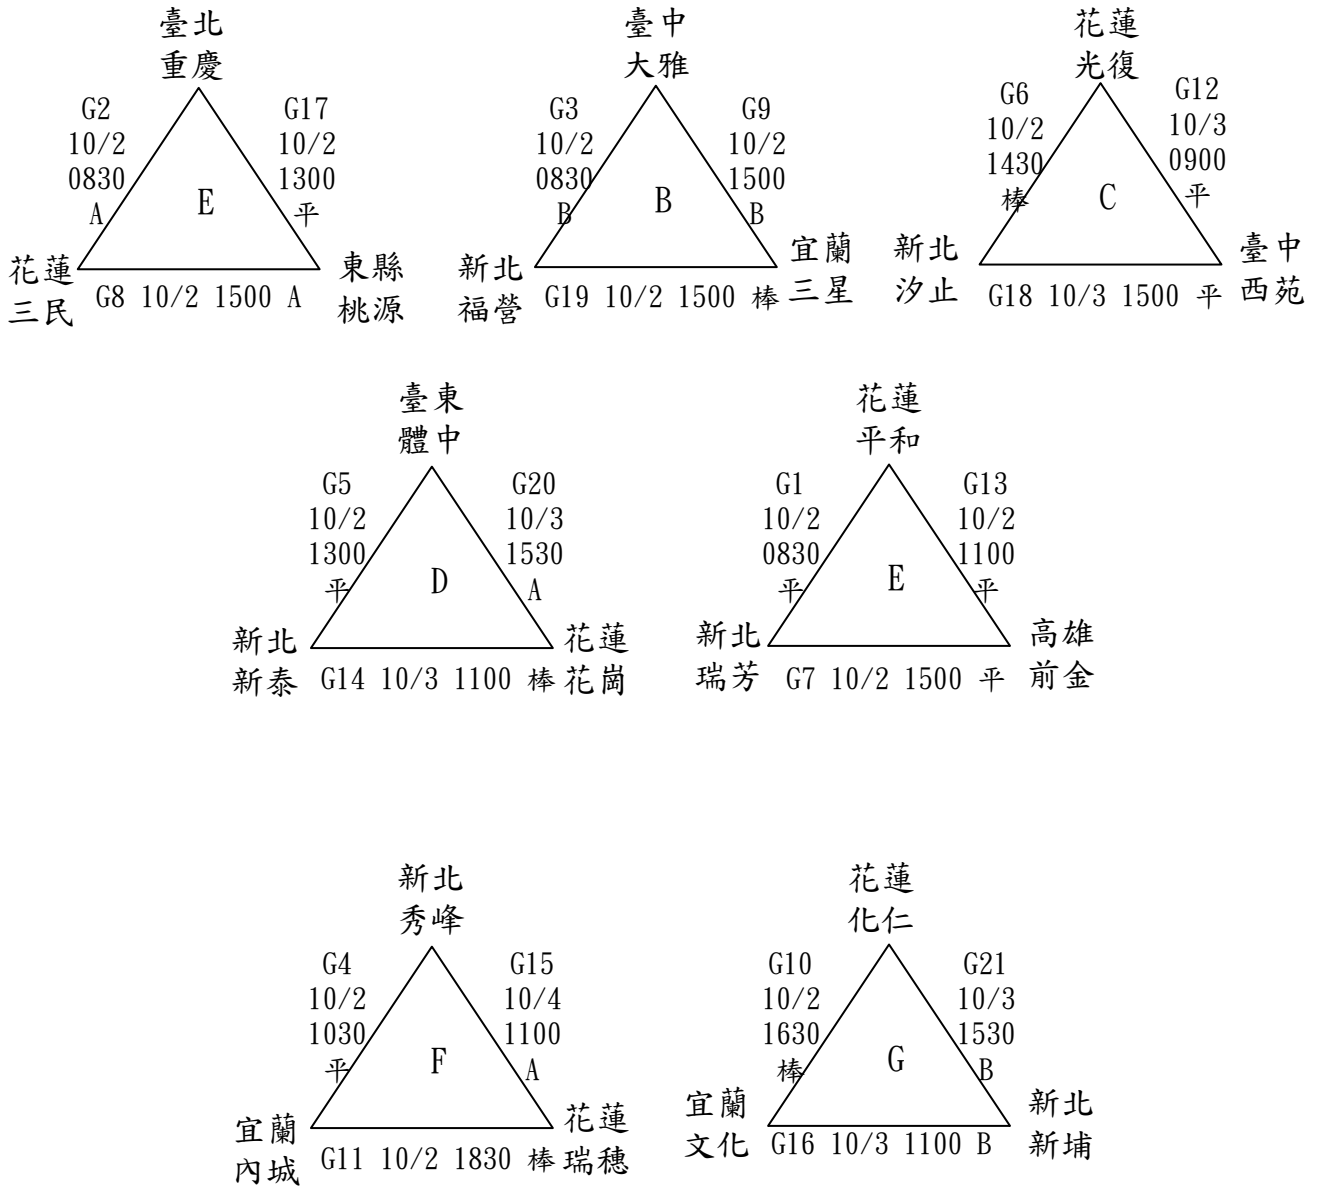 臺北
重慶
G2
10/2
0830
A
G17
10/2
1300
平
E
花蓮
三民
G8 10/2 1500 A
東縣
桃源
臺中
大雅
G3
10/2
0830
B
G9
10/2
1500
B
B
新北
福營
G19 10/2 1500 棒
宜蘭
三星
花蓮
光復
G6
10/2
1430
棒
G12
10/3
0900
平
C
新北
汐止
G18 10/3 1500 平
臺中
西苑
臺東
體中
G5
10/2
1300
平
G20
10/3
1530
A
D
新北
新泰
G14 10/3 1100 棒
花蓮
花崗
花蓮
平和
G1
10/2
0830
平
G13
10/2
1100
平
E
新北
瑞芳
G7 10/2 1500 平
高雄
前金
新北
秀峰
G4
10/2
1030
平
G15
10/4
1100
A
F
宜蘭
內城
G11 10/2 1830 棒
花蓮
瑞穗
花蓮
化仁
G10
10/2
1630
棒
G21
10/3
1530
B
G
宜蘭
文化
G16 10/3 1100 B
新北
新埔